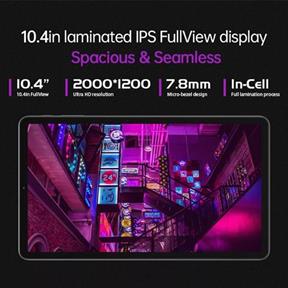 10.4in laminated IPS FullView display
Spacious & Seamless
10.4" 2000*1200 7.8mm In-Cell
10.4in FullView Ultra HD resolution Micro-bezel design Full lamination process
24